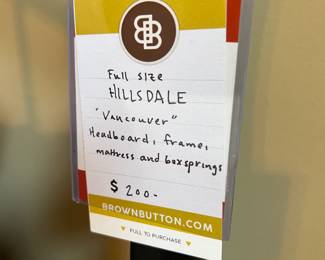 BB
Full size
HILLSDALE
"Vancouver"
Headboard, frame,
mattress and boxsprings
$200-
BROWNBUTTON.COM
▼ PULL TO PURCHASE ▼